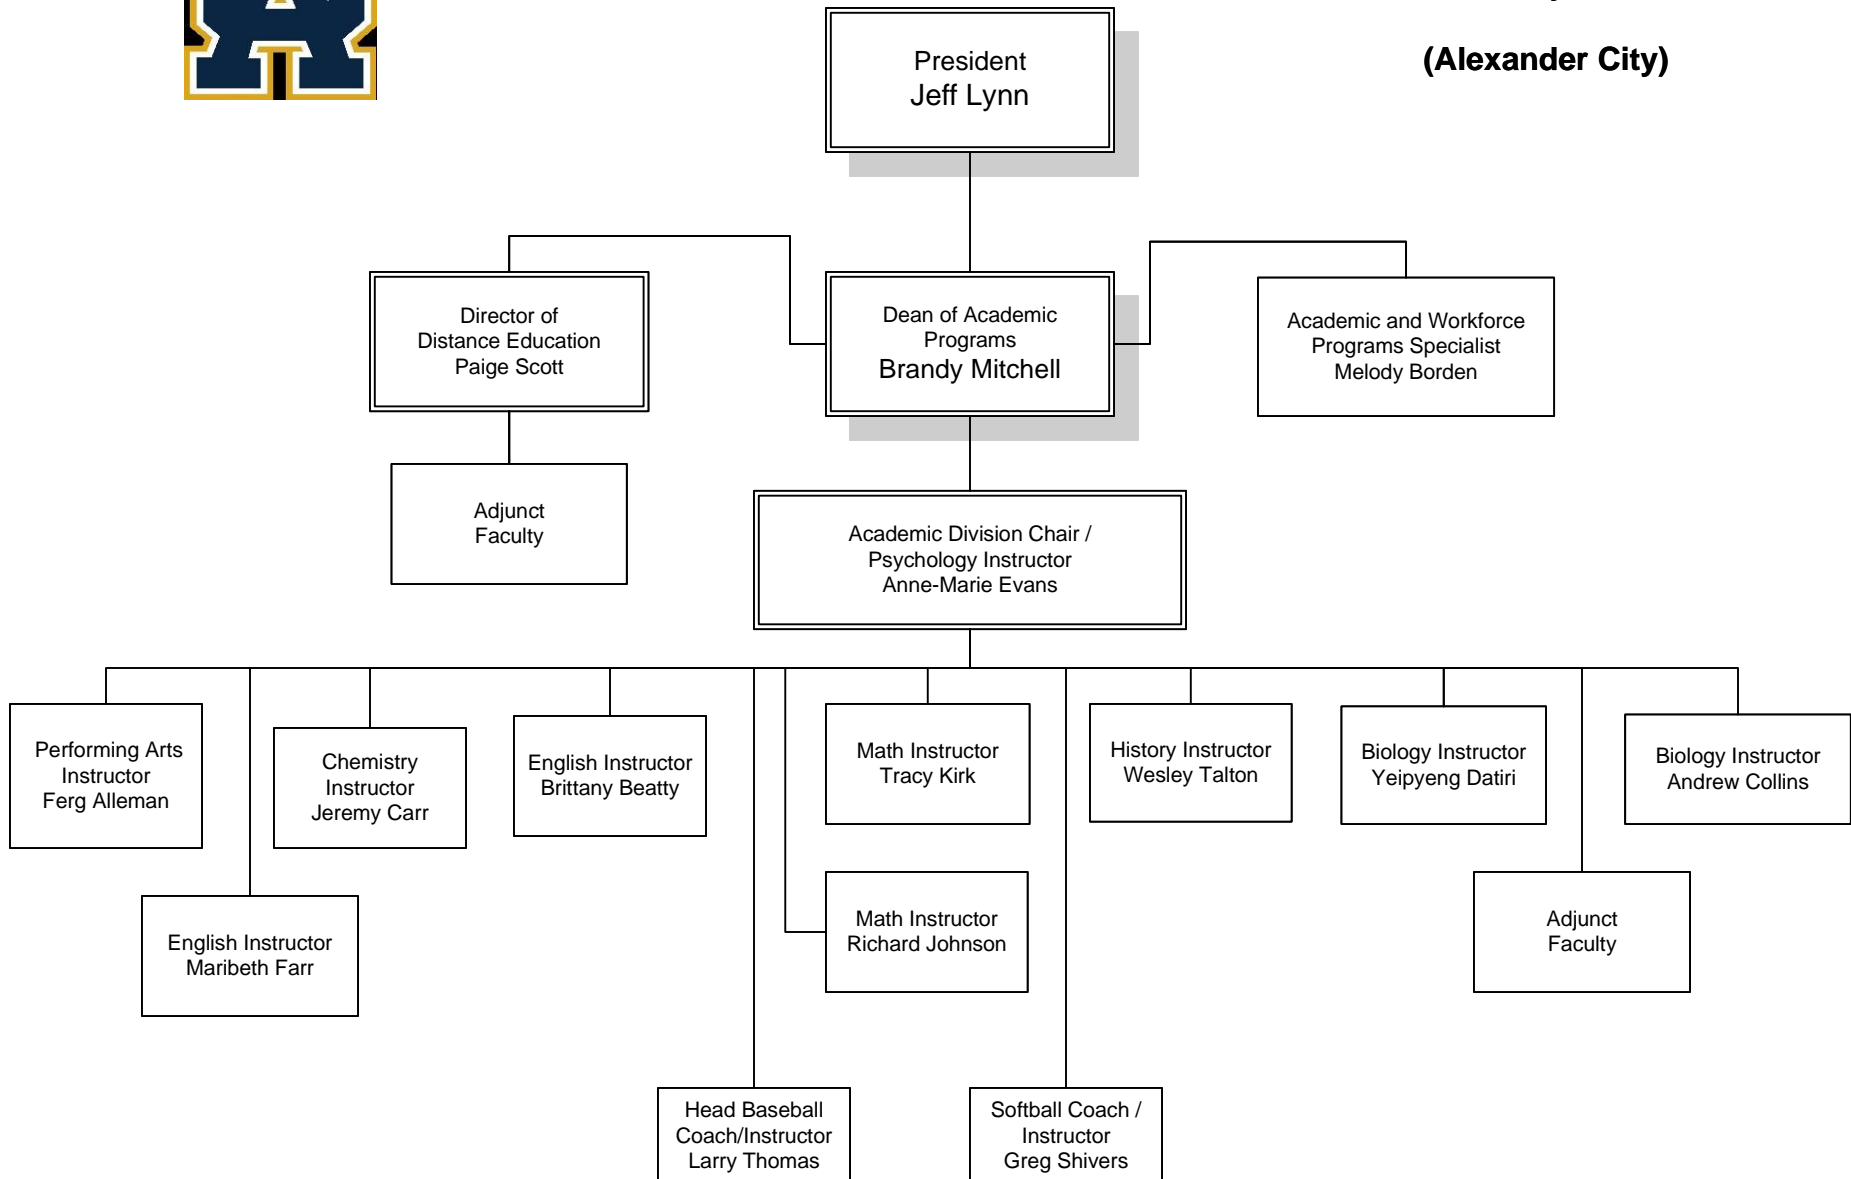 (Alexander City)
President
Jeff Lynn
Director of
Distance Education
Paige Scott
Dean of Academic
Programs
Brandy Mitchell
Academic and Workforce
Programs Specialist
Melody Borden
Adjunct
Faculty
Academic Division Chair /
Psychology Instructor
Anne-Marie Evans
Performing Arts
Instructor
Ferg Alleman
Chemistry
Instructor
Jeremy Carr
English Instructor
Brittany Beatty
Math Instructor
Tracy Kirk
History Instructor
Wesley Talton
Biology Instructor
Yeipyeng Datiri
Biology Instructor
Andrew Collins
English Instructor
Maribeth Farr
Math Instructor
Richard Johnson
Adjunct
Faculty
Head Baseball
Coach/Instructor
Larry Thomas
Softball Coach /
Instructor
Greg Shivers